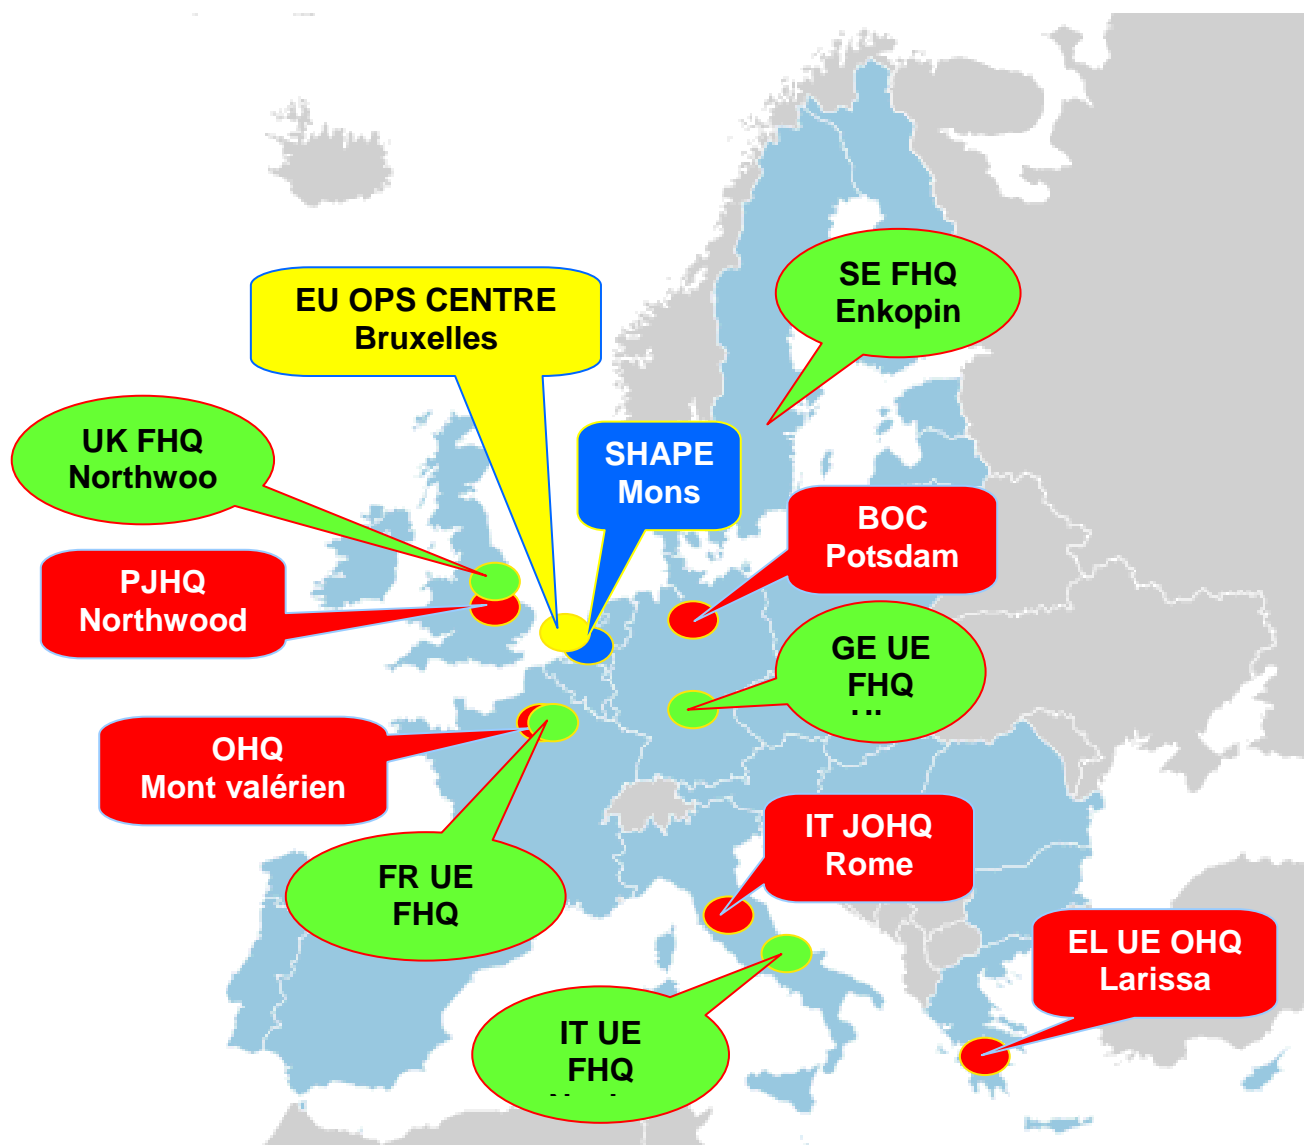 SE FHQ
Enkopin
EU OPS CENTRE
Bruxelles
UK FHQ
Northwoo
SHAPE
Mons
BOC
Potsdam
PJHQ
Northwood
GE UE
FHQ
OHQ
Mont valérien
IT JOHQ
Rome
FR UE
FHQ
EL UE OHQ
Larissa
IT UE
FHQ